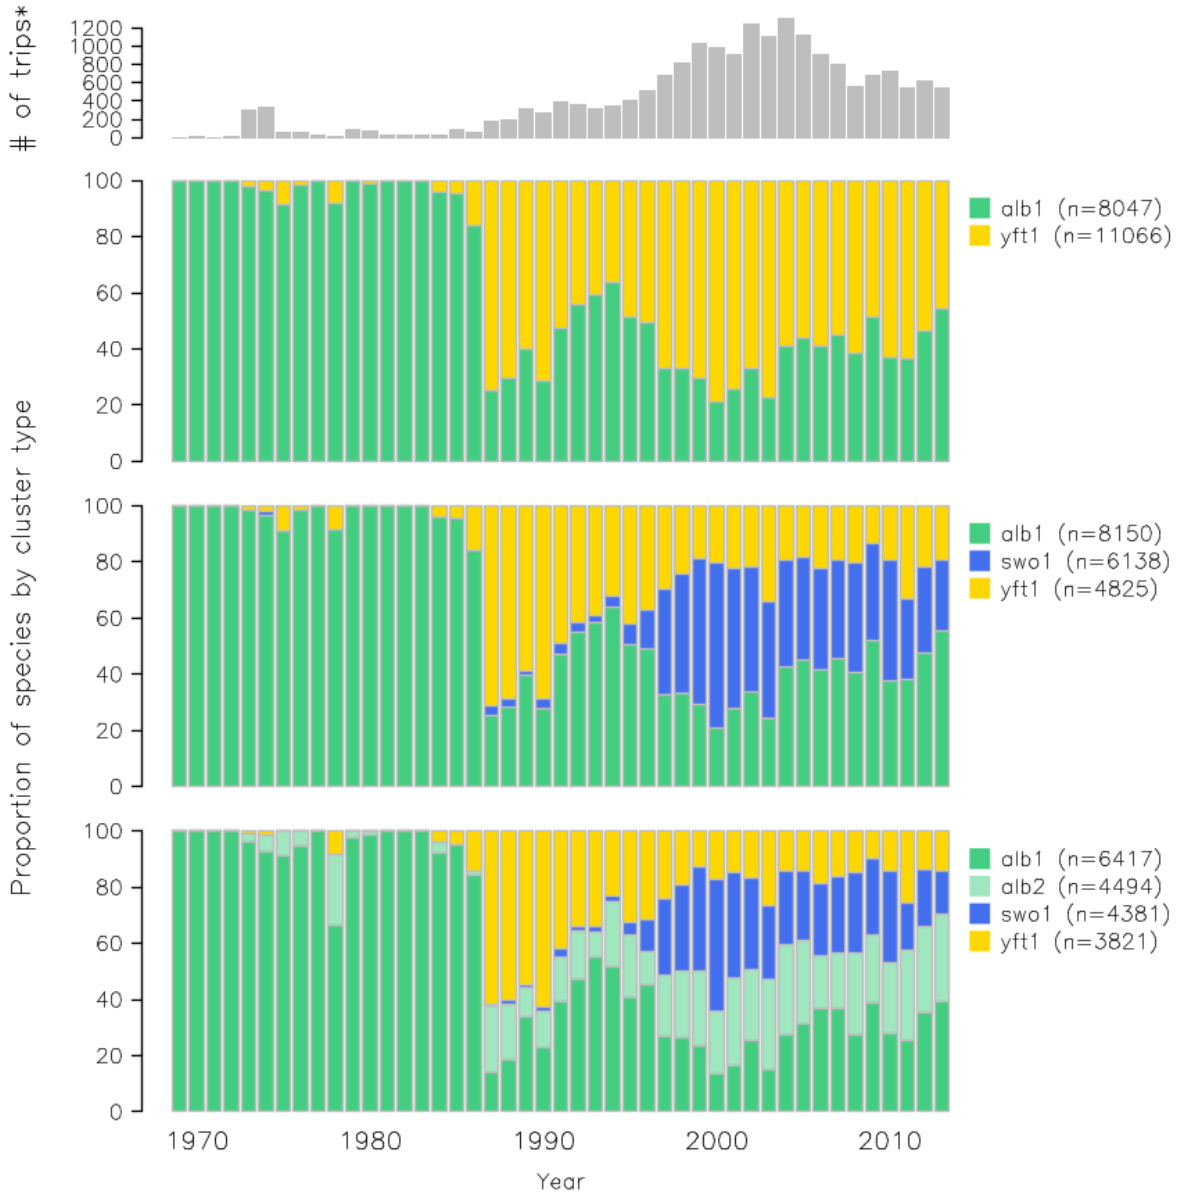 # of trips*
1200
1000
800
600
400
200
0
Proportion of species by cluster type
100
80
60
40
20
0
alb1 (n=8047)
yft1 (n=11066)
100
80
60
40
20
0
alb1 (n=8150)
swo1 (n=6138)
yft1 (n=4825)
100
80
60
40
20
0
alb1 (n=6417)
alb2 (n=4494)
swo1 (n=4381)
yft1 (n=3821)
1970 1980 1990 2000 2010
Year